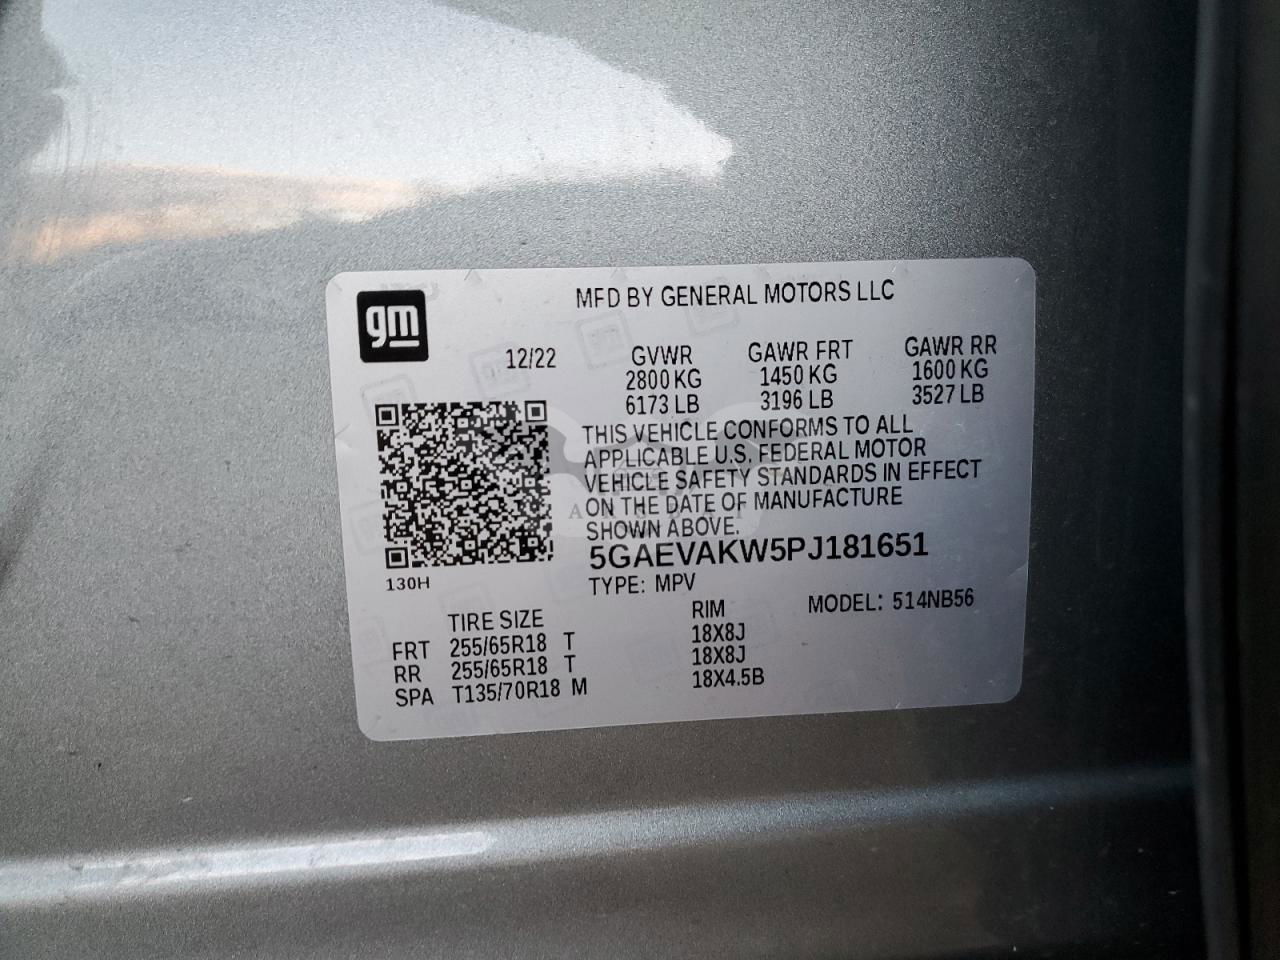 gm
MFD BY GENERAL MOTORS LLC
12/22 GVWR GAWR FRT GAWR RR
2800 KG 1450 KG 1600 KG
6173 LB 3196 LB 3527 LB
THIS VEHICLE CONFORMS TO ALL
APPLICABLE U.S. FEDERAL MOTOR
VEHICLE SAFETY STANDARDS IN EFFECT
ON THE DATE OF MANUFACTURE
SHOWN ABOVE.
5GAEVAKW5PJ181651
130H
TYPE: MPV
MODEL: 514NB56
TIRE SIZE RIM
FRT 255/65R18 T 18X8J
RR 255/65R18 T 18X8J
SPA T135/70R18 M 18X4.5B